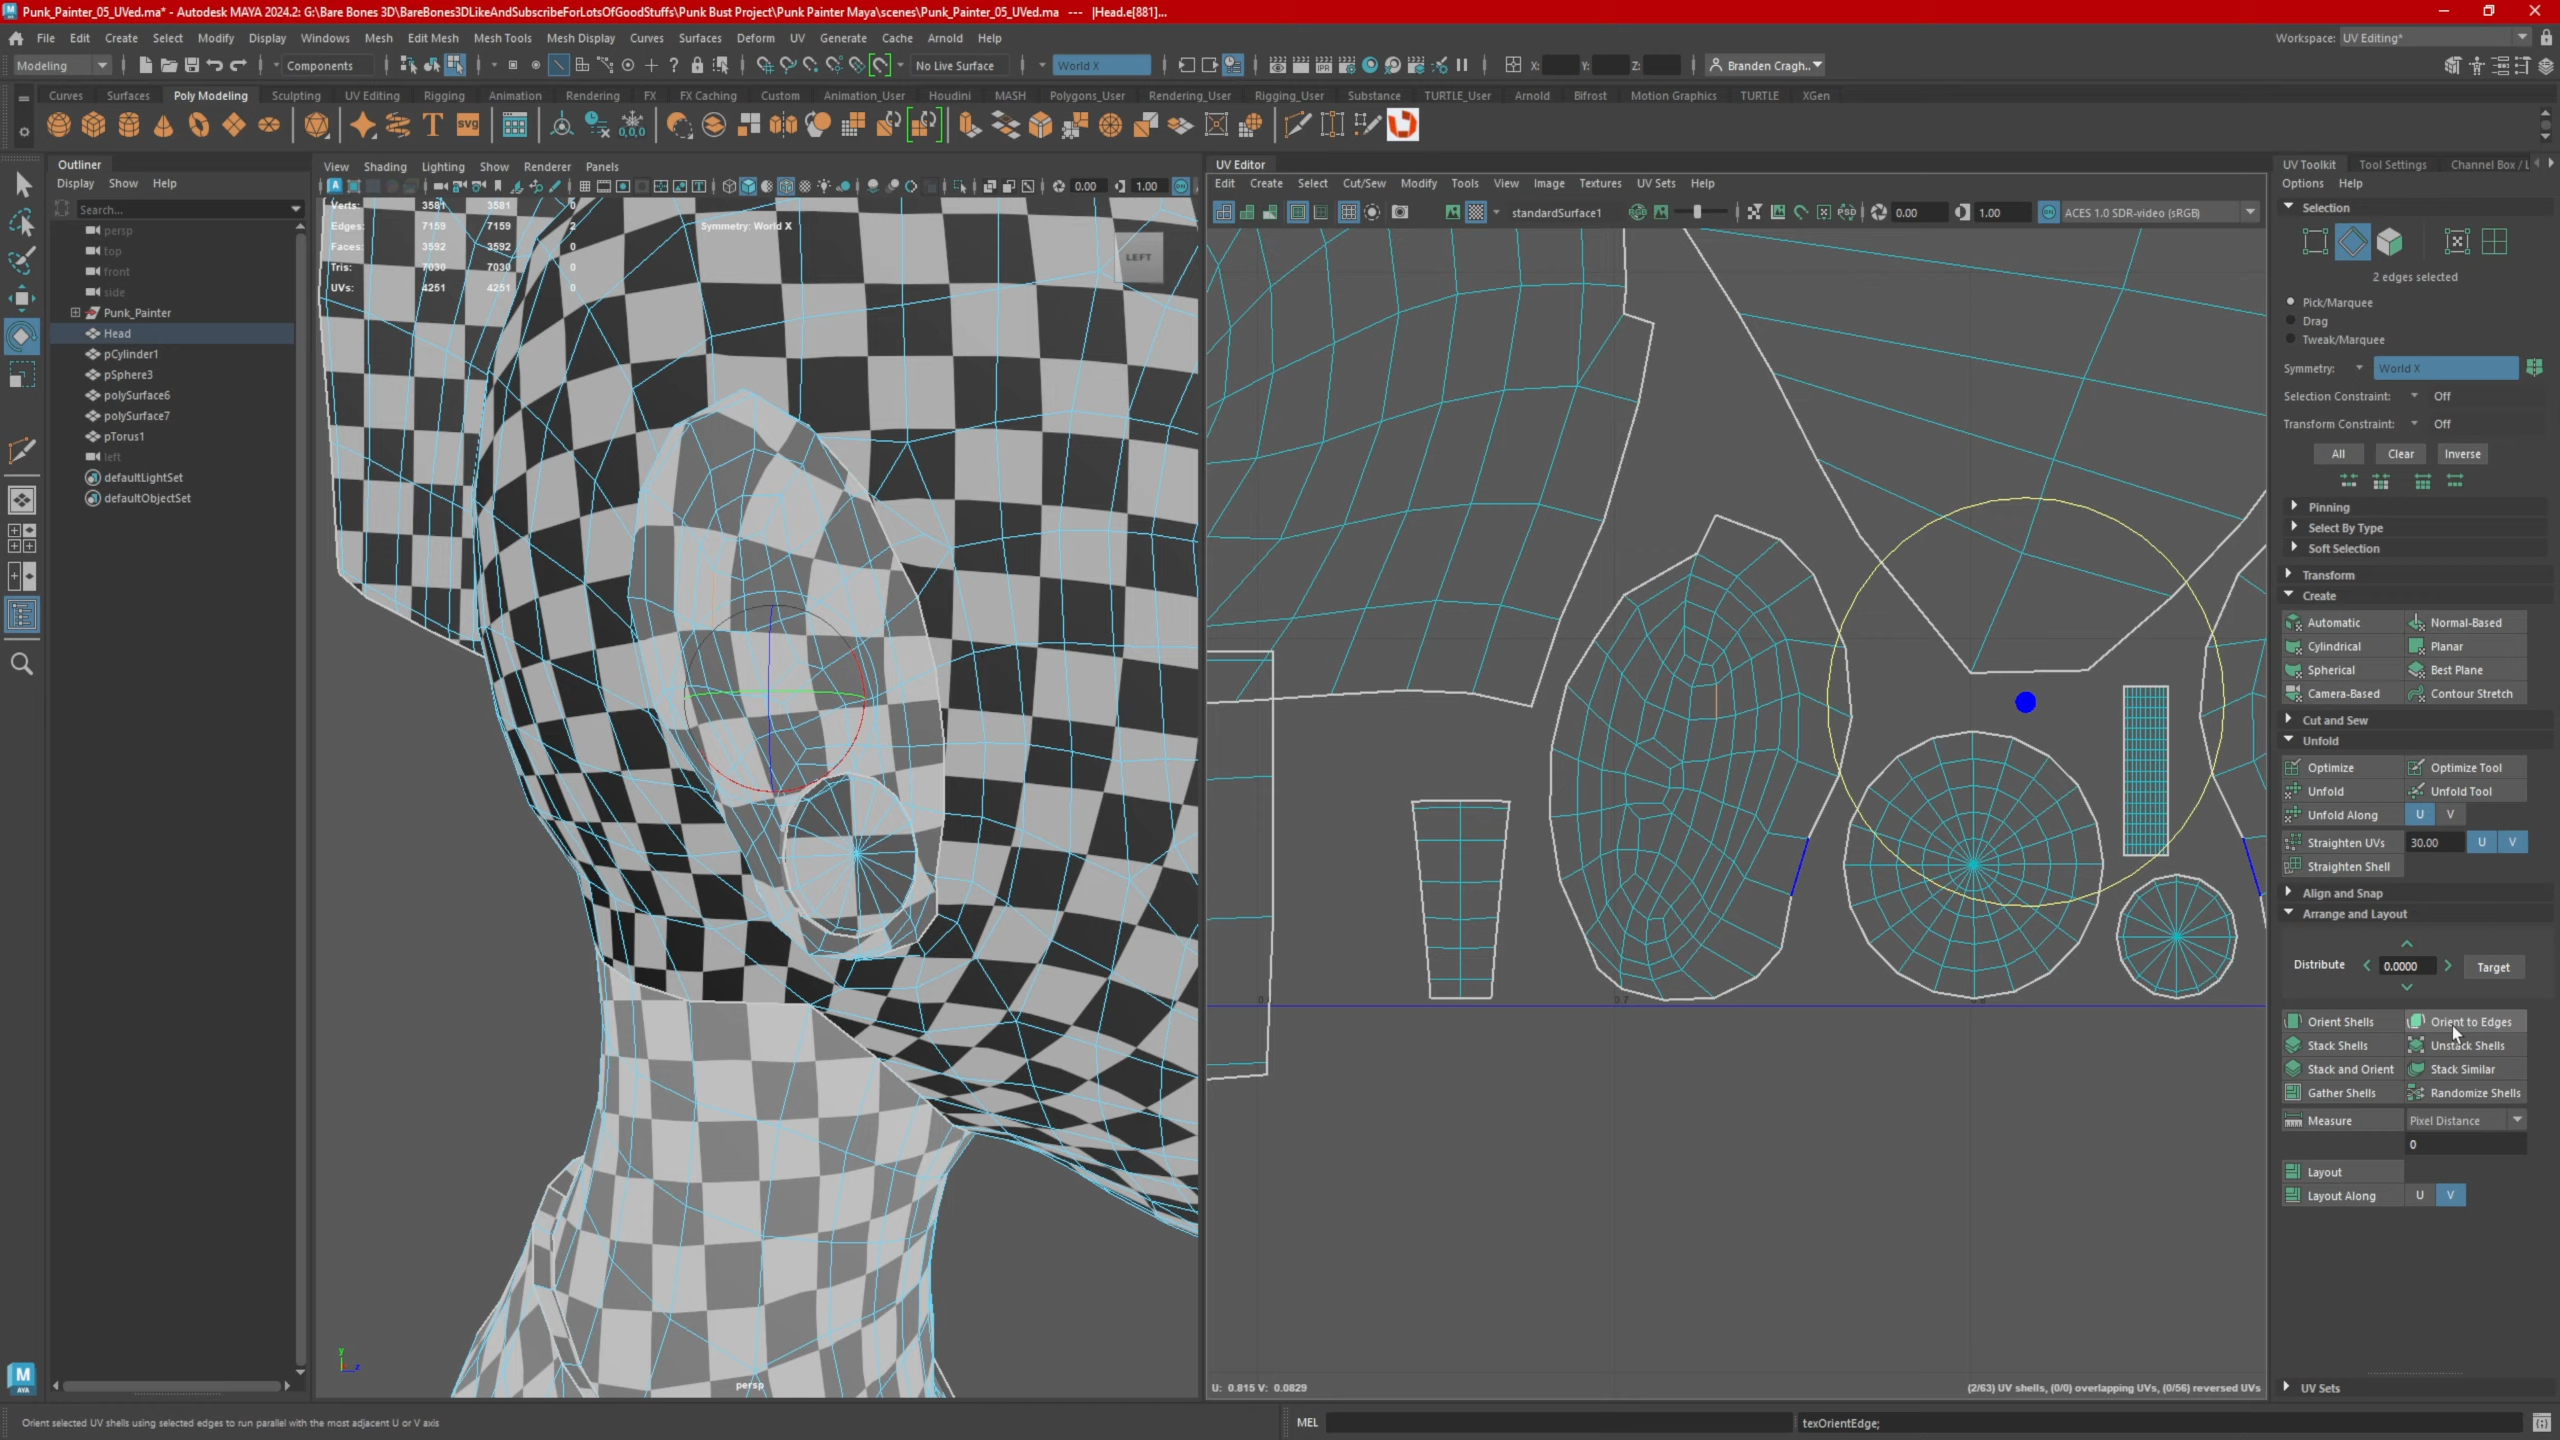 Punk_Painter_05_UVed.ma* - Autodesk MAYA 2024.2: G:\Bare Bones 3D\BareBones3DLikeAndSubscribeForLotsOfGoodStuffs\Punk Bust Project\Punk Painter Maya\scenes\Punk_Painter_05_UVed.ma --- |Head.e[881]...
File Edit Create Select Modify Display Windows Mesh Edit Mesh Mesh Tools Mesh Display Curves Surfaces Deform UV Generate Cache Arnold Help
Workspace: UV Editing*
Modeling Components No Live Surface World X X: Y: Z: Branden Cragh..
Curves Surfaces Poly Modeling Sculpting UV Editing Rigging Animation Rendering FX FX Caching Custom Animation_User Houdini MASH Polygons_User Rendering_User Rigging_User Substance TURTLE_User Arnold Bifrost Motion Graphics TURTLE XGen
SVG 0,0,0
Outliner
Display Show Help
Search...
persp
top
front
side
Punk_Painter
Head
pCylinder1
pSphere3
polySurface6
polySurface7
pTorus1
left
defaultLightSet
defaultObjectSet
View Shading Lighting Show Renderer Panels
0.00 1.00
Verts: 3581 3581 0
Edges: 7159 7159 2
Faces: 3592 3592 0
Tris: 7030 7030 0
UVs: 4251 4251 0
Symmetry: World X
LEFT
y
z
persp
UV Editor
Edit Create Select Cut/Sew Modify Tools View Image Textures UV Sets Help
standardSurface1 PSD 0.00 1.00 ACES 1.0 SDR-video (sRGB)
0.7
U: 0.815 V: 0.0829
(2/63) UV shells, (0/0) overlapping UVs, (0/56) reversed UVs
UV Toolkit Tool Settings Channel Box / L
Options Help
Selection
2 edges selected
Pick/Marquee
Drag
Tweak/Marquee
Symmetry: World X
Selection Constraint: Off
Transform Constraint: Off
All Clear Inverse
Pinning
Select By Type
Soft Selection
Transform
Create
Automatic Normal-Based
Cylindrical Planar
Spherical Best Plane
Camera-Based Contour Stretch
Cut and Sew
Unfold
Optimize Optimize Tool
Unfold Unfold Tool
Unfold Along U V
Straighten UVs 30.00 U V
Straighten Shell
Align and Snap
Arrange and Layout
Distribute 0.0000 Target
Orient Shells Orient to Edges
Stack Shells Unstack Shells
Stack and Orient Stack Similar
Gather Shells Randomize Shells
Measure Pixel Distance
0
Layout
Layout Along U V
UV Sets
M
AYA
Orient selected UV shells using selected edges to run parallel with the most adjacent U or V axis
MEL texOrientEdge;